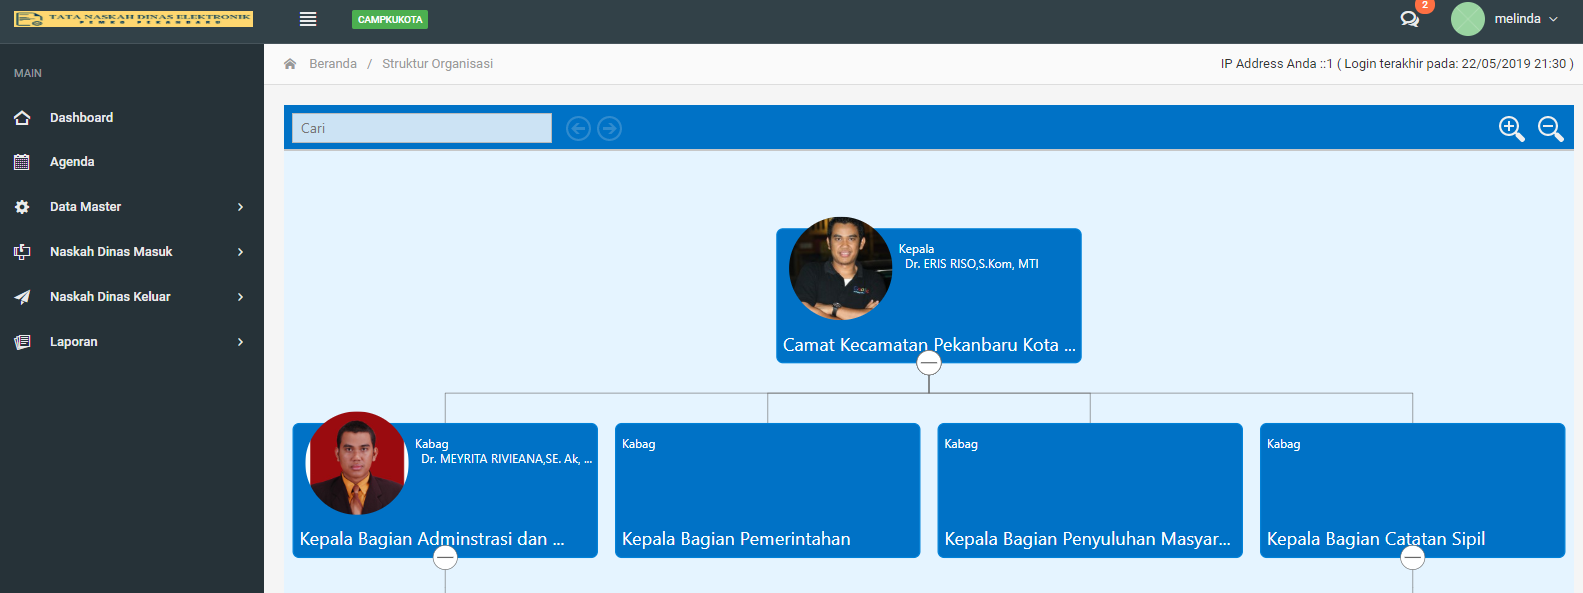 TATA NASKAH DINAS ELEKTRONIK
PEMKO PEKANBARU
CAMPKUKOTA
2
melinda
MAIN
Dashboard
Agenda
Data Master
Naskah Dinas Masuk
Naskah Dinas Keluar
Laporan
Beranda / Struktur Organisasi
IP Address Anda ::1 ( Login terakhir pada: 22/05/2019 21:30 )
Cari
Kepala
Dr. ERIS RISO,S.Kom, MTI
Camat Kecamatan Pekanbaru Kota ...
Kabag
Dr. MEYRITA RIVIEANA,SE. Ak, ...
Kepala Bagian Adminstrasi dan ...
Kabag
Kepala Bagian Pemerintahan
Kabag
Kepala Bagian Penyuluhan Masyar...
Kabag
Kepala Bagian Catatan Sipil